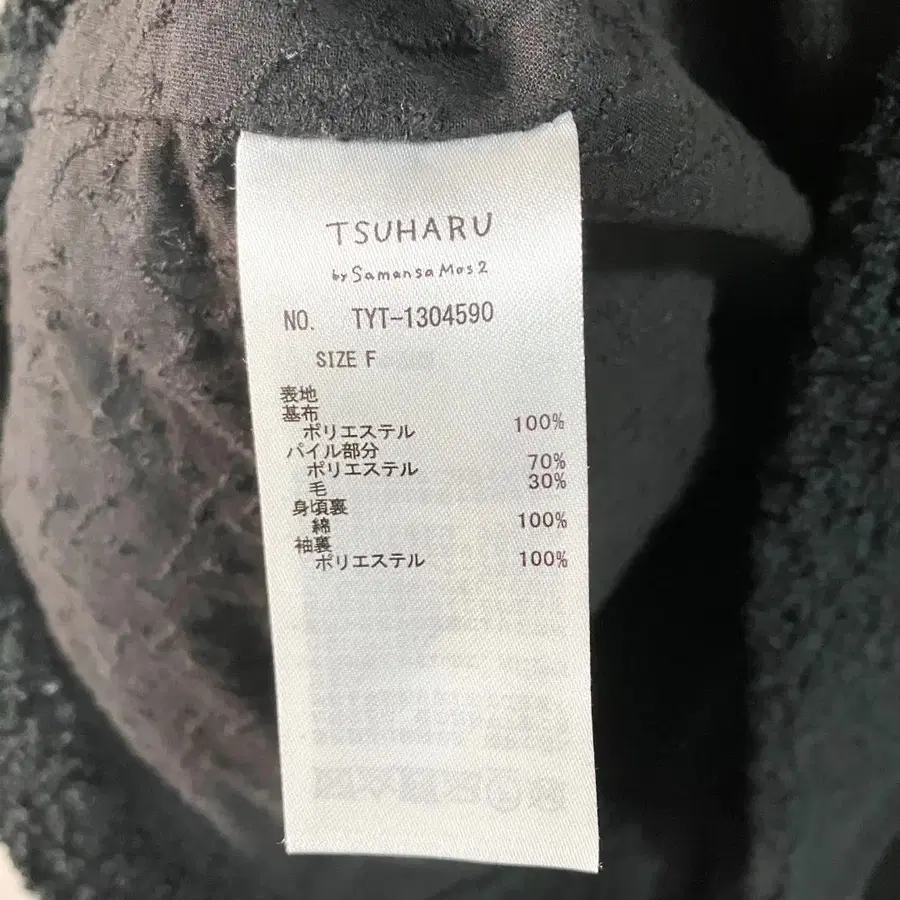 TSUHARU
by Samansa Mos2
NO. TYT-1304590
SIZE F
表地
基布
ポリエステル 100%
パイル部分
ポリエステル 70%
毛 30%
身頃裏
綿 100%
袖裏
ポリエステル 100%